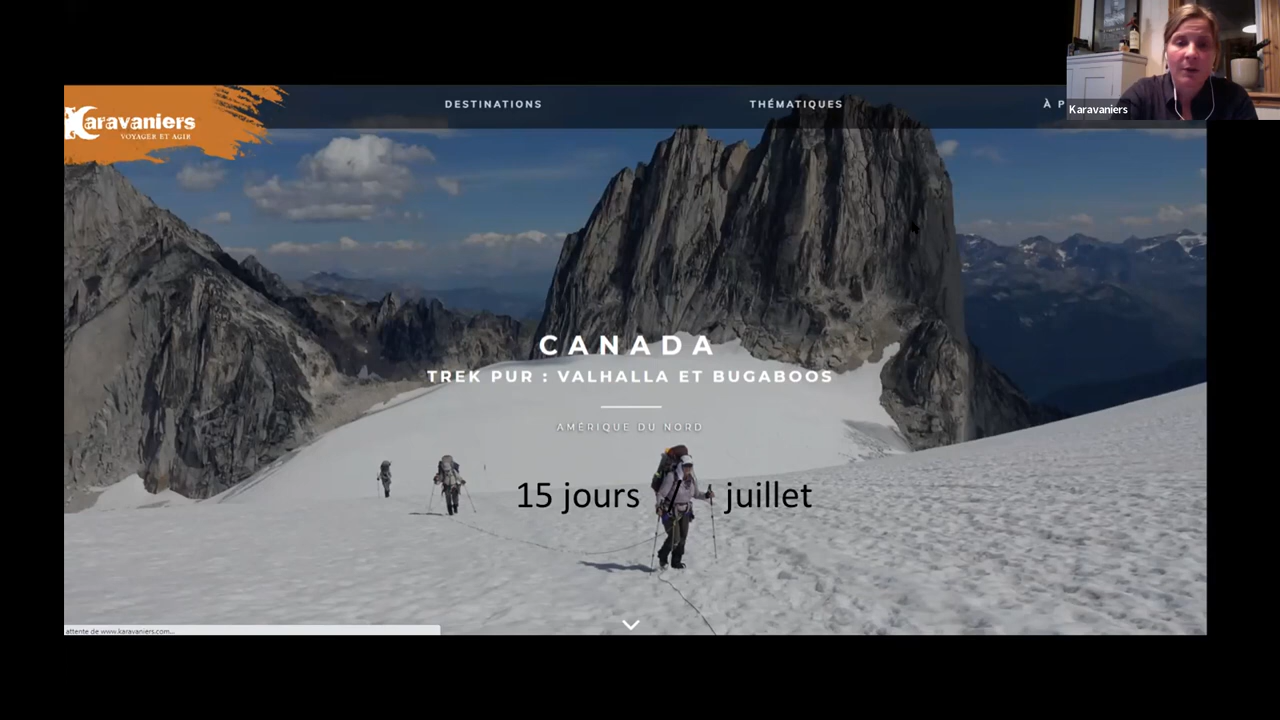 Karavaniers
VOYAGER ET AGIR
DESTINATIONS
THÉMATIQUES
À P
Karavaniers
CANADA
TREK PUR : VALHALLA ET BUGABOOS
AMÉRIQUE DU NORD
15 jours juillet
attente de www.karavaniers.com...